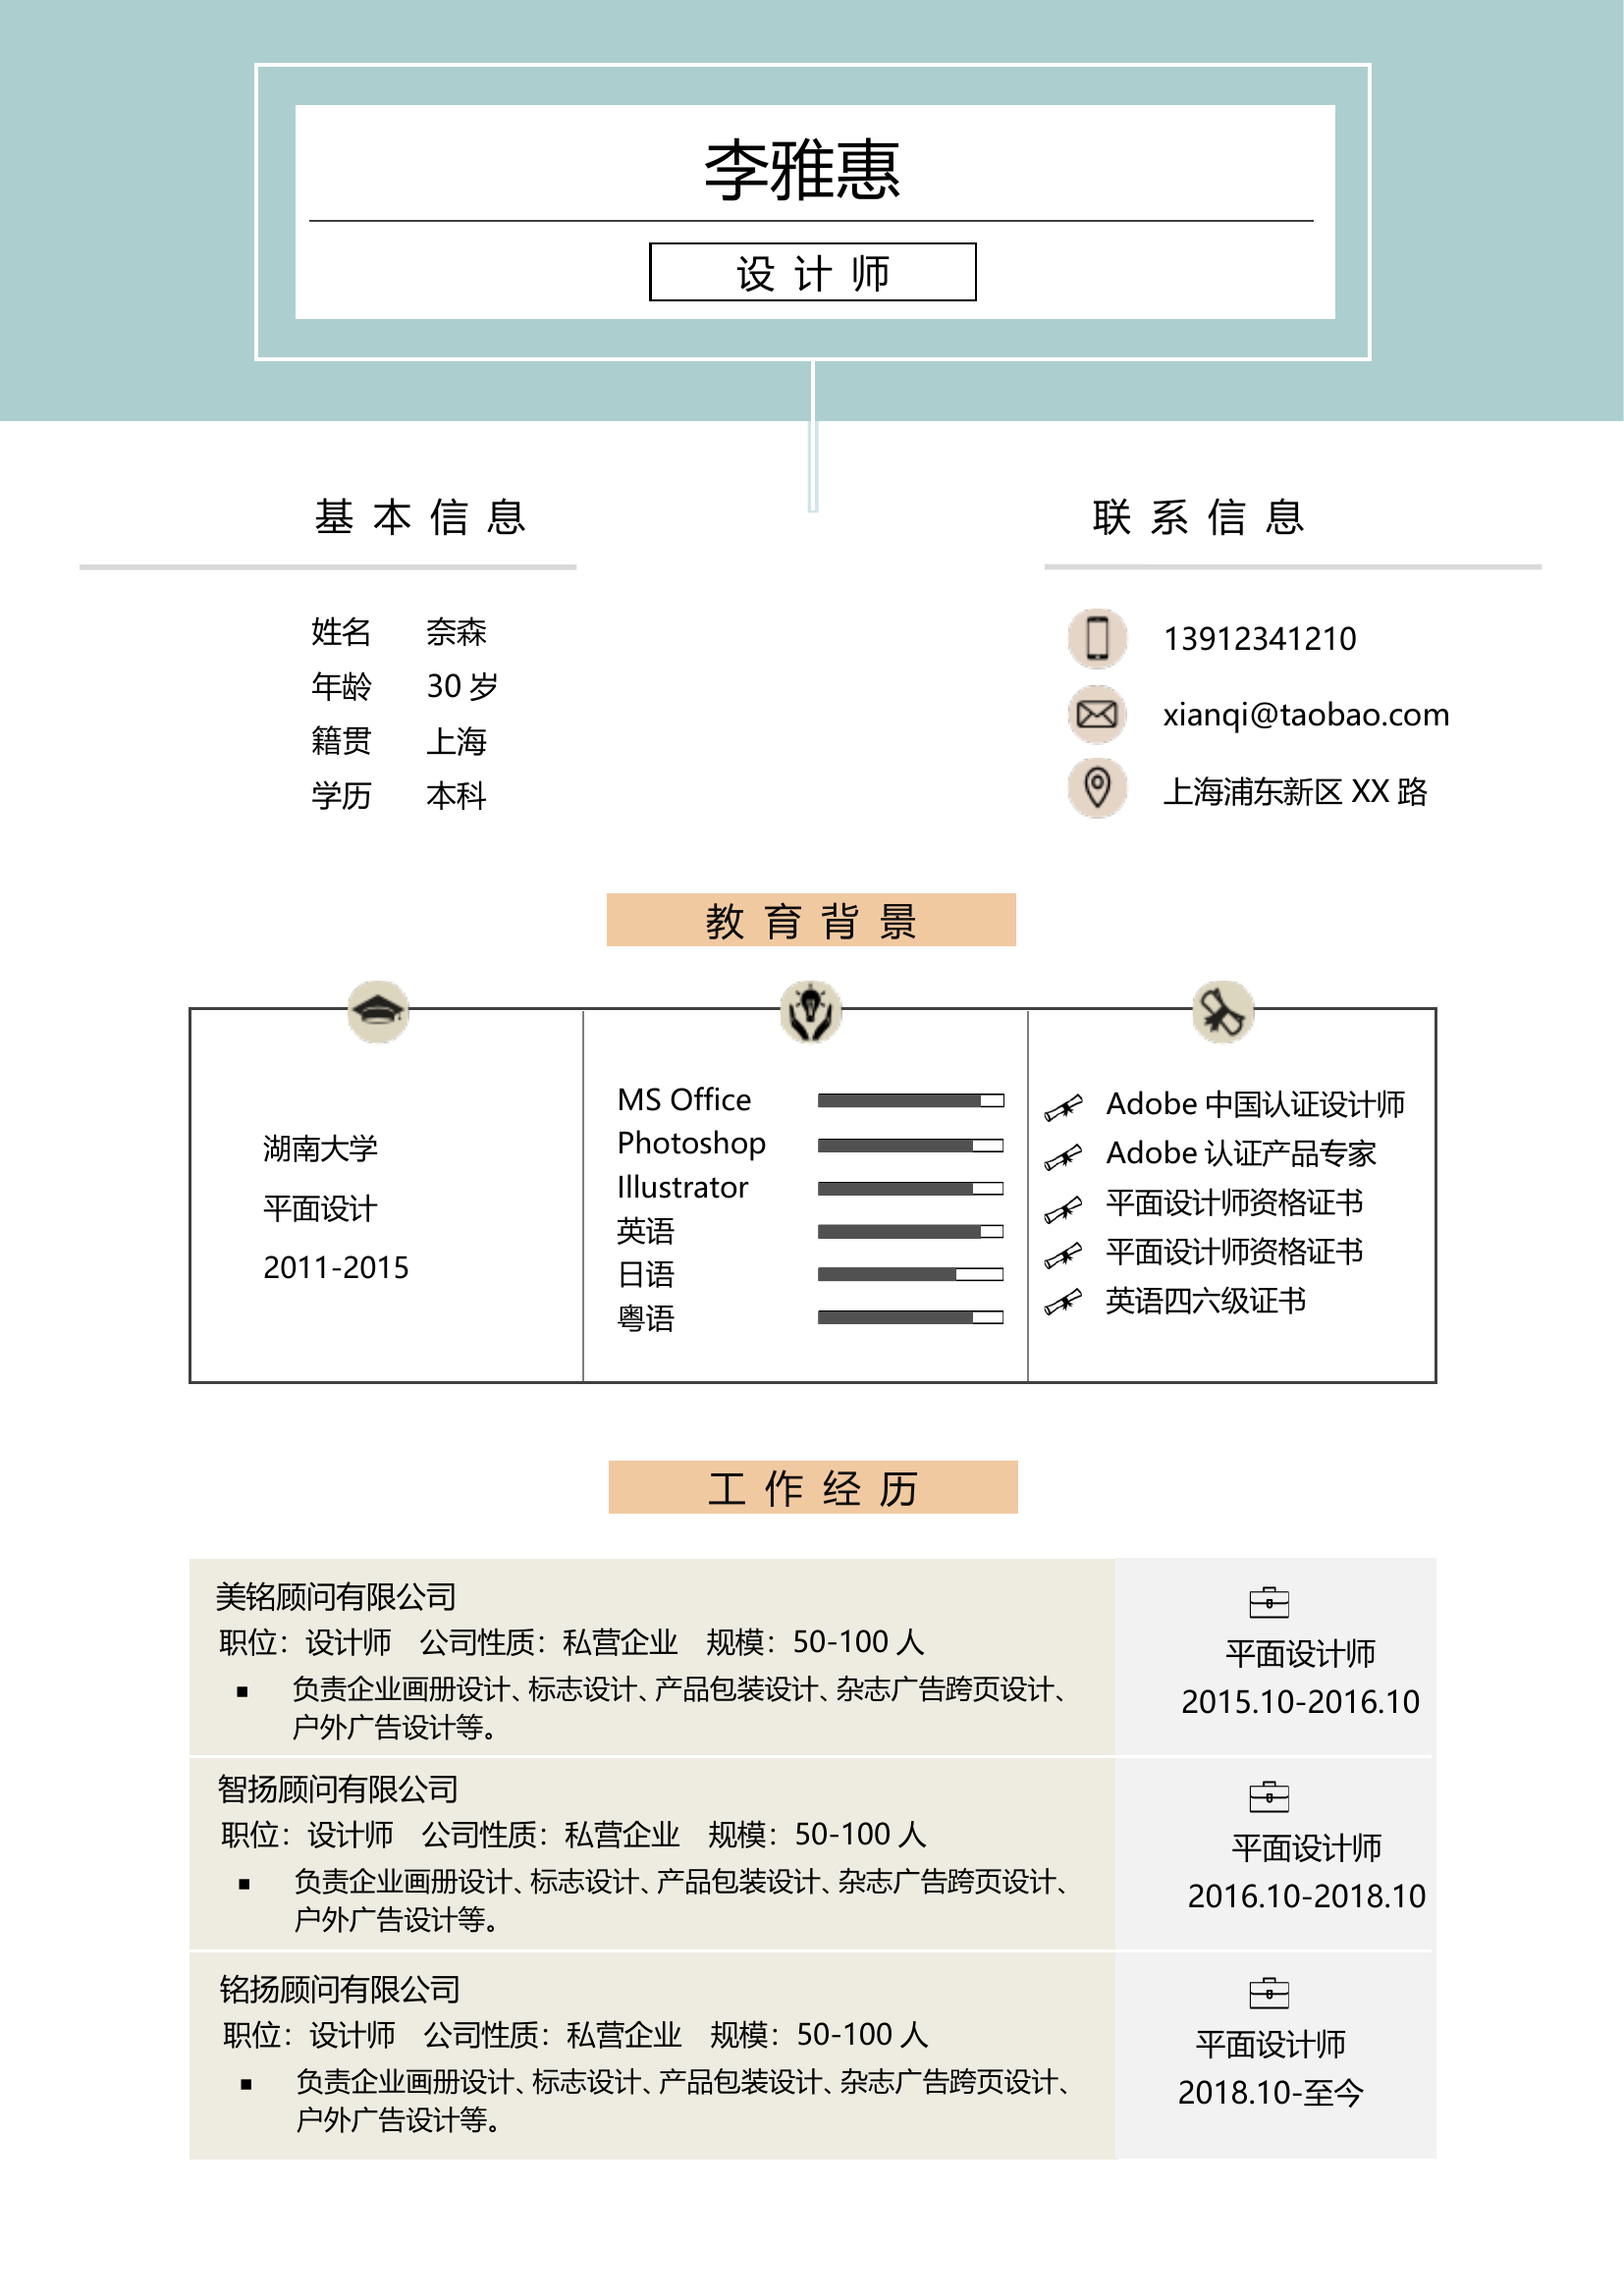 李雅惠
设 计 师
基 本 信 息
姓名 奈森
年龄 30 岁
籍贯 上海
学历 本科
联 系 信 息
13912341210
xianqi@taobao.com
上海浦东新区 XX 路
教 育 背 景
湖南大学
平面设计
2011-2015
MS Office
Photoshop
Illustrator
英语
日语
粤语
Adobe 中国认证设计师
Adobe 认证产品专家
平面设计师资格证书
平面设计师资格证书
英语四六级证书
工 作 经 历
美铭顾问有限公司
职位：设计师 公司性质：私营企业 规模：50-100 人
■ 负责企业画册设计、标志设计、产品包装设计、杂志广告跨页设计、
户外广告设计等。
平面设计师
2015.10-2016.10
智扬顾问有限公司
职位：设计师 公司性质：私营企业 规模：50-100 人
■ 负责企业画册设计、标志设计、产品包装设计、杂志广告跨页设计、
户外广告设计等。
平面设计师
2016.10-2018.10
铭扬顾问有限公司
职位：设计师 公司性质：私营企业 规模：50-100 人
■ 负责企业画册设计、标志设计、产品包装设计、杂志广告跨页设计、
户外广告设计等。
平面设计师
2018.10-至今